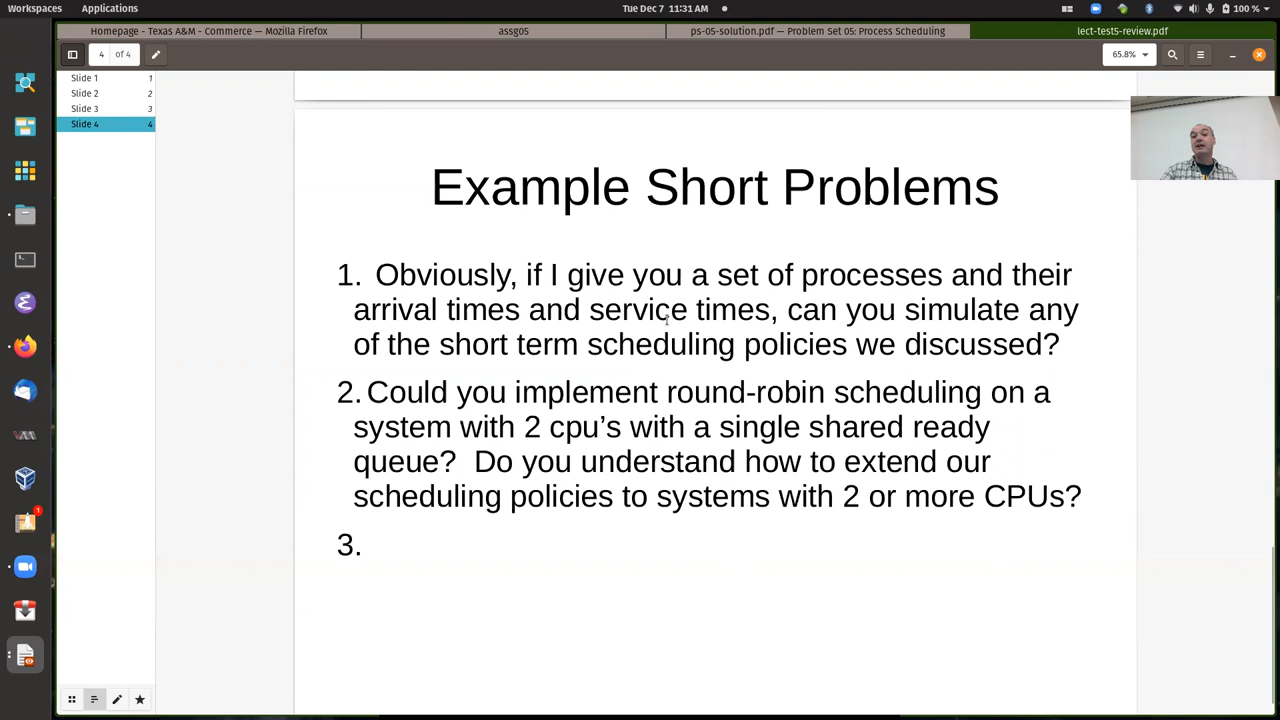 Workspaces Applications Tue Dec 7 11:31 AM 100 %
Homepage - Texas A&M - Commerce — Mozilla Firefox assg05 ps-05-solution.pdf — Problem Set 05: Process Scheduling lect-test5-review.pdf
4 of 4 65.8%
Slide 1 1
Slide 2 2
Slide 3 3
Slide 4 4
Example Short Problems
1. Obviously, if I give you a set of processes and their
arrival times and service times, can you simulate any
of the short term scheduling policies we discussed?
2. Could you implement round-robin scheduling on a
system with 2 cpu’s with a single shared ready
queue? Do you understand how to extend our
scheduling policies to systems with 2 or more CPUs?
3.
1